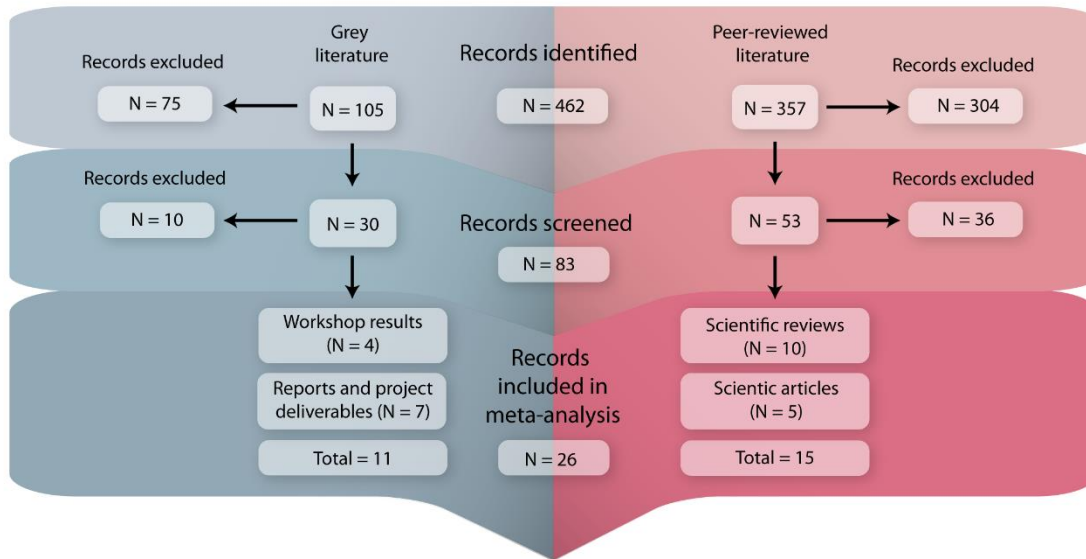 Grey
literature
Records identified
Peer-reviewed
literature
Records excluded
Records excluded
N = 75
N = 105
N = 462
N = 357
N = 304
Records excluded
Records excluded
N = 10
N = 30
Records screened
N = 53
N = 36
N = 83
Workshop results
(N = 4)
Reports and project
deliverables (N = 7)
Total = 11
Records
included in
meta-analysis
N = 26
Scientific reviews
(N = 10)
Scientic articles
(N = 5)
Total = 15